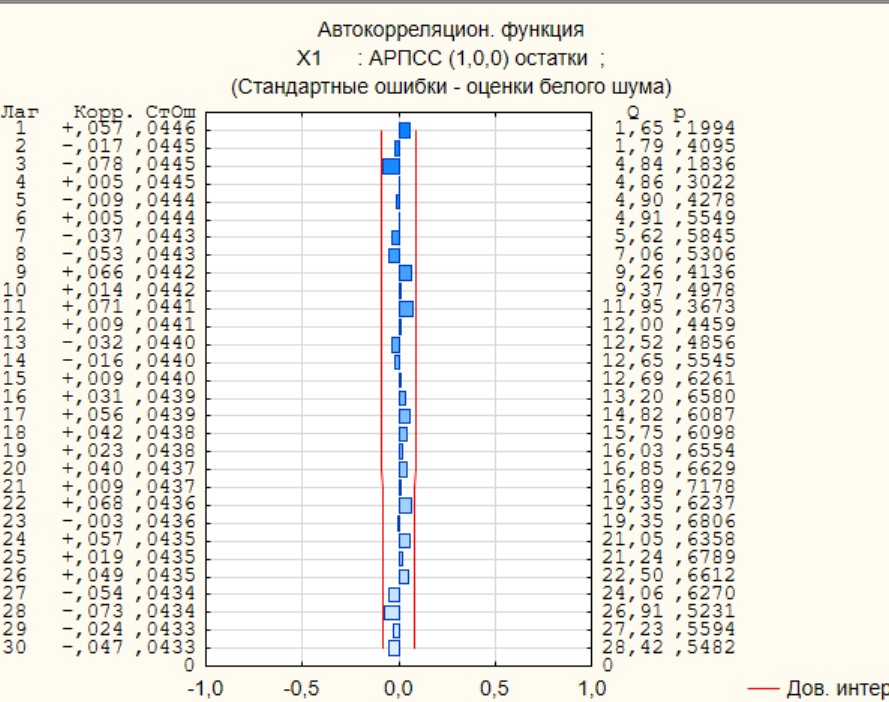 Автокорреляцион. функция
X1 : АРПСС (1,0,0) остатки ;
(Стандартные ошибки - оценки белого шума)
Лаг Корр. СтОш Q p
1 +,057 ,0446 1,65 ,1994
2 -,017 ,0445 1,79 ,4095
3 -,078 ,0445 4,84 ,1836
4 +,005 ,0445 4,86 ,3022
5 -,009 ,0444 4,90 ,4278
6 +,005 ,0444 4,91 ,5549
7 -,037 ,0443 5,62 ,5845
8 -,053 ,0443 7,06 ,5306
9 +,066 ,0442 9,26 ,4136
10 +,014 ,0442 9,37 ,4978
11 +,071 ,0441 11,95 ,3673
12 +,009 ,0441 12,00 ,4459
13 -,032 ,0440 12,52 ,4856
14 -,016 ,0440 12,65 ,5545
15 +,009 ,0440 12,69 ,6261
16 +,031 ,0439 13,20 ,6580
17 +,056 ,0439 14,82 ,6087
18 +,042 ,0438 15,75 ,6098
19 +,023 ,0438 16,03 ,6554
20 +,040 ,0437 16,85 ,6629
21 +,009 ,0437 16,89 ,7178
22 +,068 ,0436 19,35 ,6237
23 -,003 ,0436 19,35 ,6806
24 +,057 ,0435 21,05 ,6358
25 +,019 ,0435 21,24 ,6789
26 +,049 ,0435 22,50 ,6612
27 -,054 ,0434 24,06 ,6270
28 -,073 ,0434 26,91 ,5231
29 -,024 ,0433 27,23 ,5594
30 -,047 ,0433 28,42 ,5482
0 0
-1,0 -0,5 0,0 0,5 1,0
Дов. интер